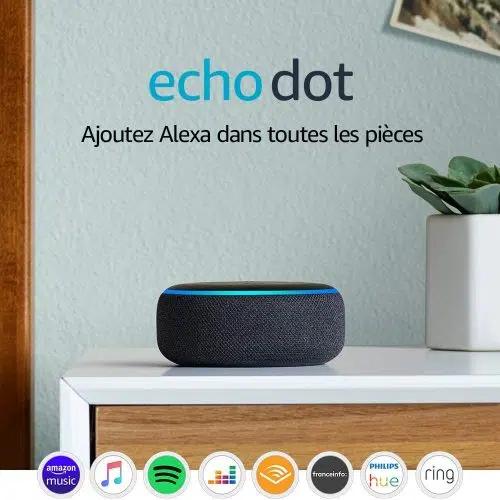 echo dot
Ajoutez Alexa dans toutes les pièces
amazon music
franceinfo:
PHILIPS hue
ring